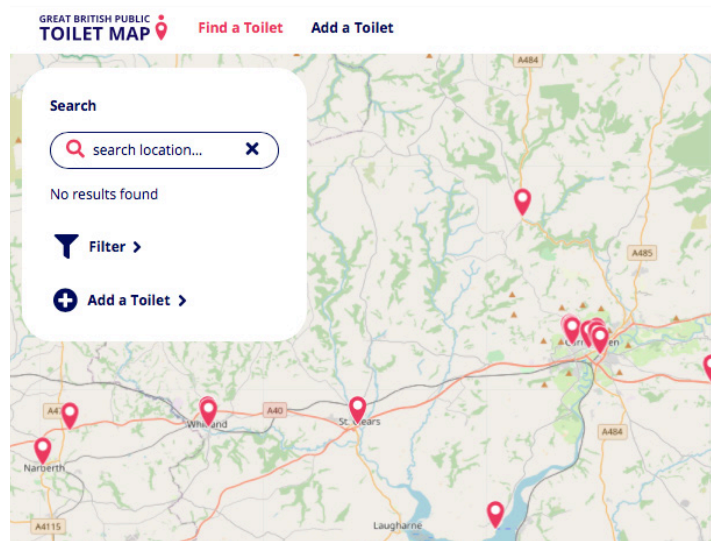 GREAT BRITISH PUBLIC
TOILET MAP
Find a Toilet
Add a Toilet
Search
search location...
No results found
Filter
Add a Toilet
A484
A485
A40
St. Clears
A484
Narberth
A4115
Laugharne